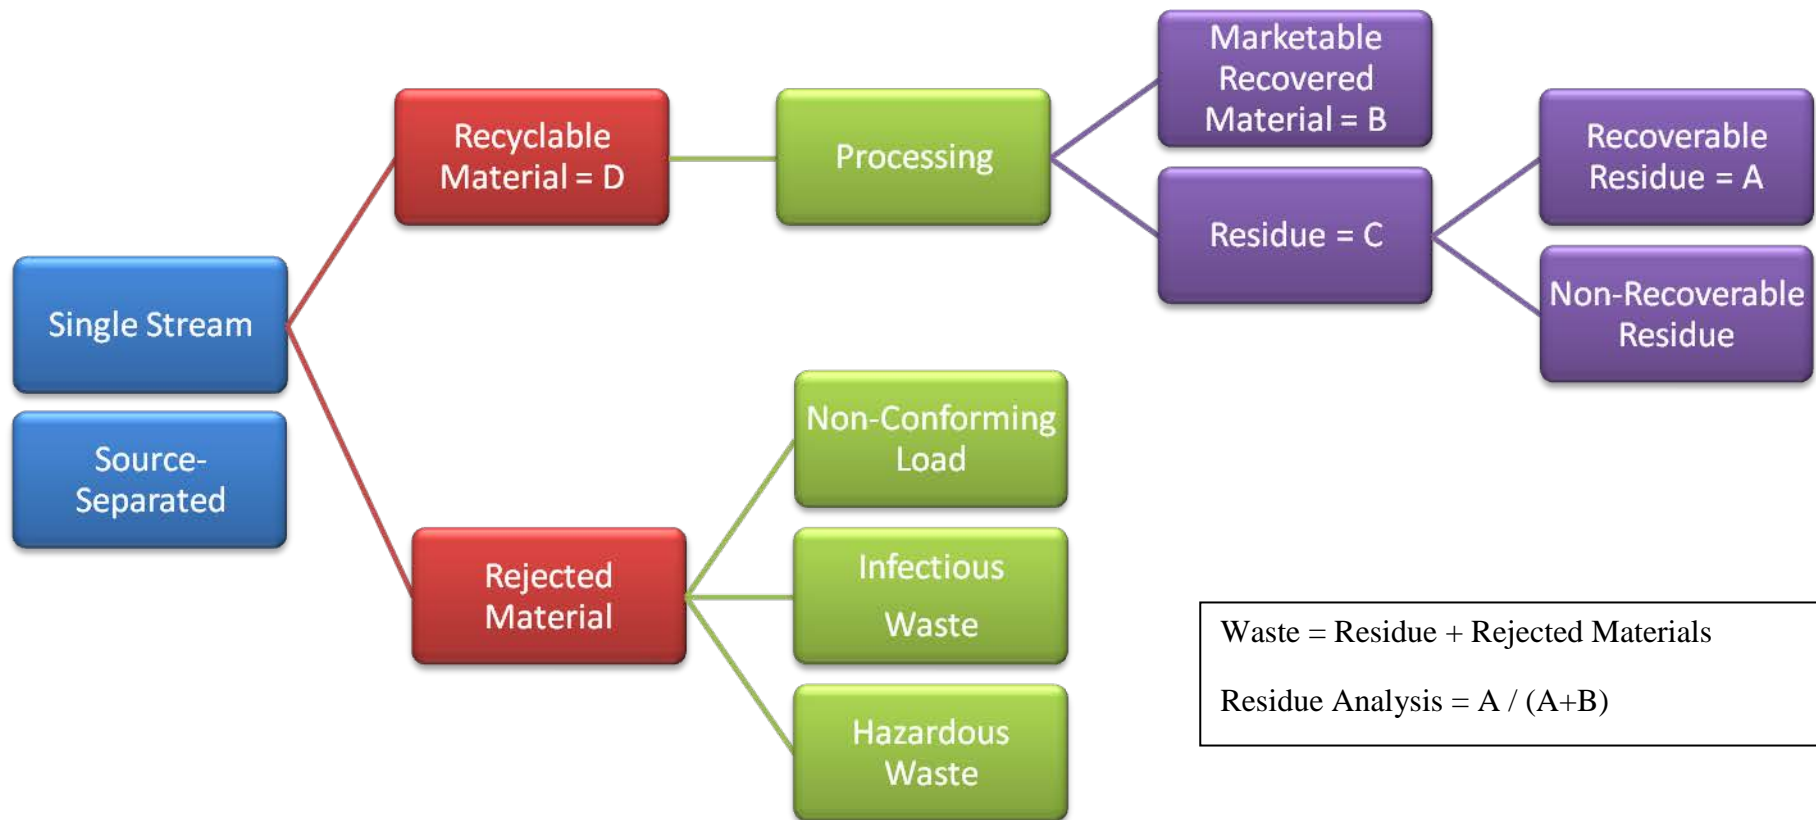 Single Stream
Source-
Separated
Recyclable
Material = D
Rejected
Material
Processing
Non-Conforming
Load
Infectious
Waste
Hazardous
Waste
Marketable
Recovered
Material = B
Residue = C
Recoverable
Residue = A
Non-Recoverable
Residue
Waste = Residue + Rejected Materials
Residue Analysis = A / (A+B)